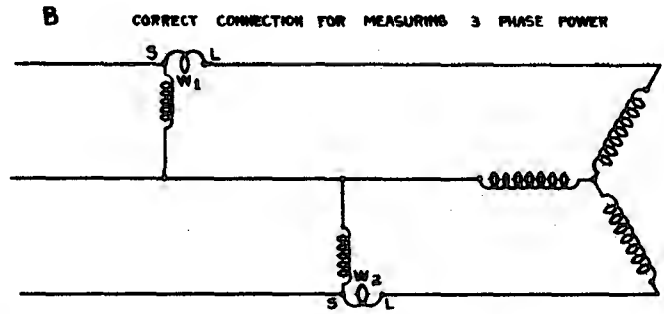 B CORRECT CONNECTION FOR MEASURING 3 PHASE POWER
S L
W1
W2
S L